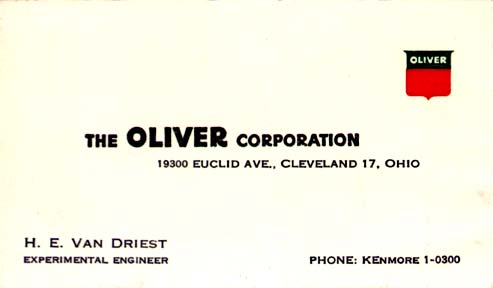 OLIVER
THE OLIVER CORPORATION
19300 EUCLID AVE., CLEVELAND 17, OHIO
H. E. VAN DRIEST
EXPERIMENTAL ENGINEER
PHONE: KENMORE 1-0300